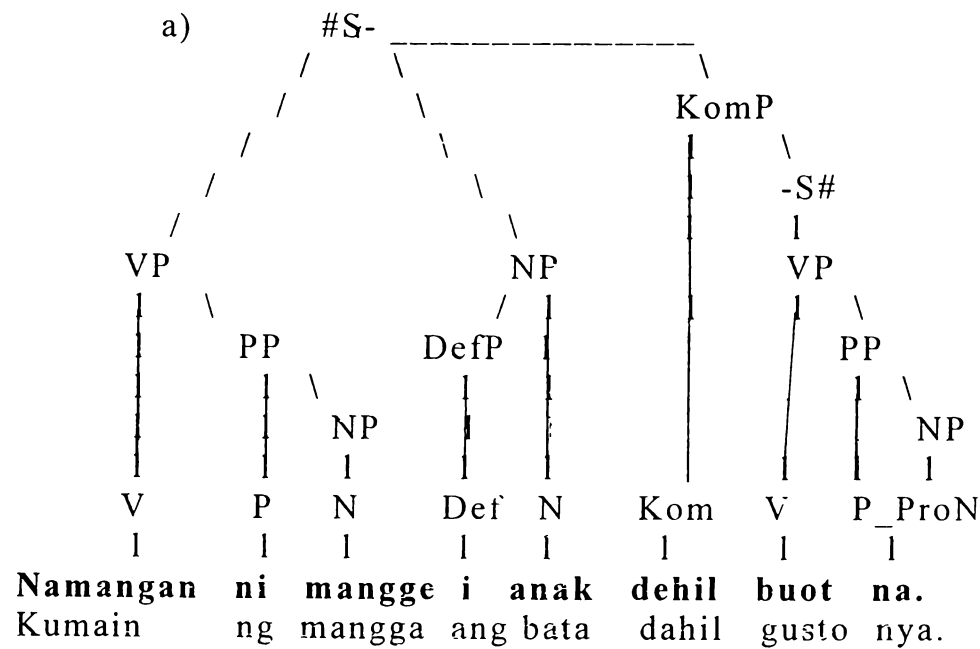 a) #S-
KomP
-S#
VP NP VP
PP DefP PP
NP NP
V P N Def N Kom V P_ProN
Namangan ni mangge i anak dehil buot na.
Kumain ng mangga ang bata dahil gusto nya.